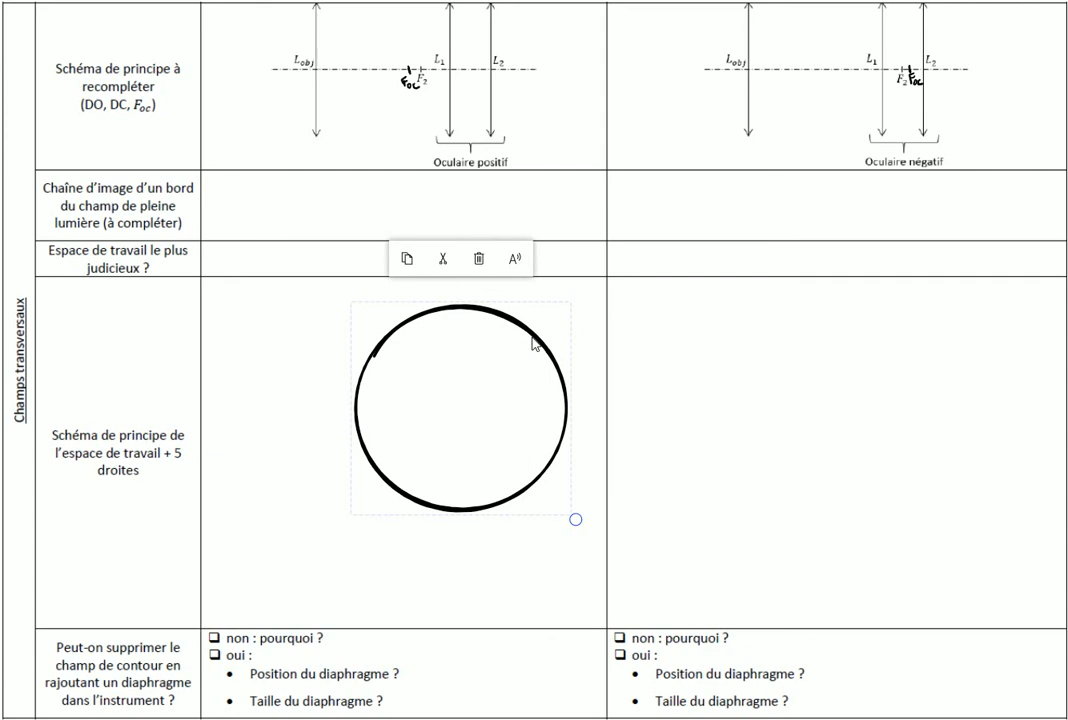 Champs transversaux
Schéma de principe à
recompléter
(DO, DC, F_oc)
L_obj
L_1
L_2
F_oc
F_2
Oculaire positif
L_obj
L_1
L_2
F_2
F_oc
Oculaire négatif
Chaîne d'image d'un bord
du champ de pleine
lumière (à compléter)
Espace de travail le plus
judicieux ?
A
Schéma de principe de
l'espace de travail + 5
droites
Peut-on supprimer le
champ de contour en
rajoutant un diaphragme
dans l'instrument ?
❑ non : pourquoi ?
❑ oui :
• Position du diaphragme ?
• Taille du diaphragme ?
❑ non : pourquoi ?
❑ oui :
• Position du diaphragme ?
• Taille du diaphragme ?